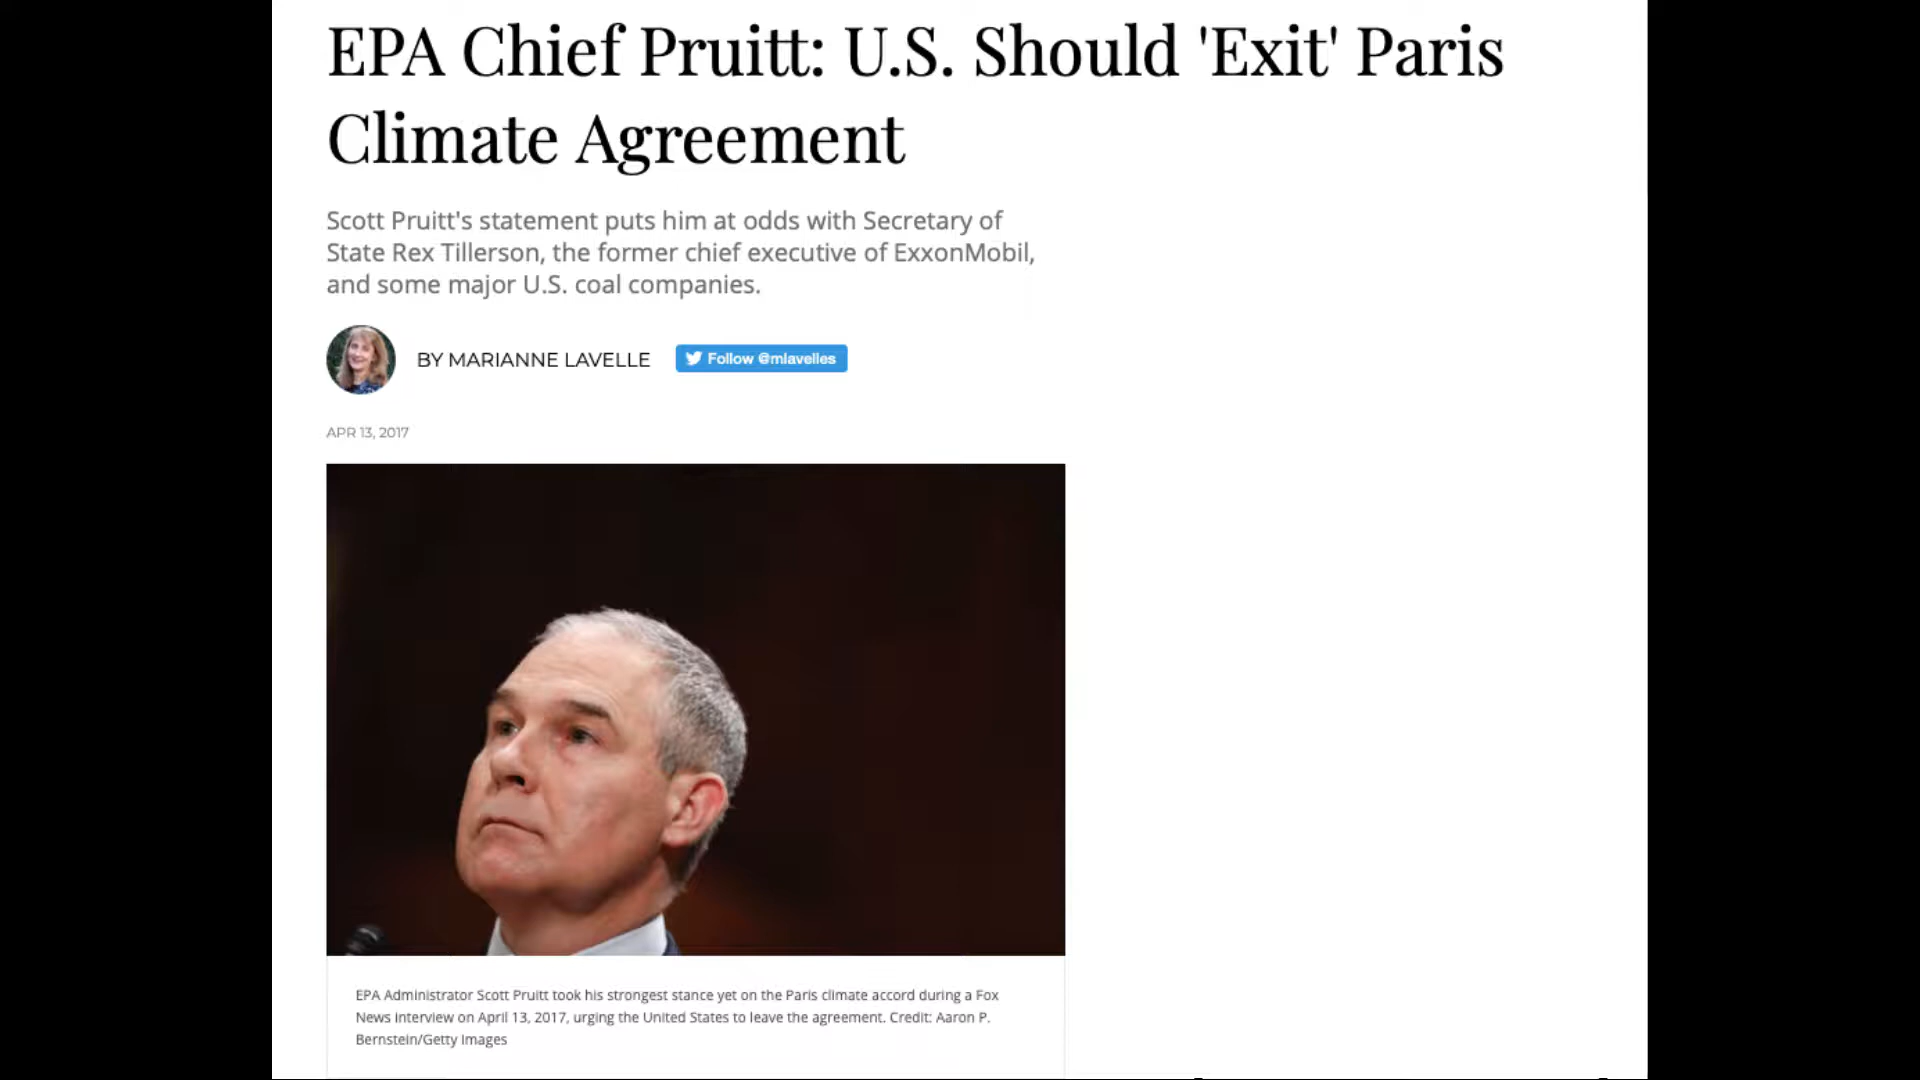 EPA Chief Pruitt: U.S. Should 'Exit' Paris
Climate Agreement
Scott Pruitt's statement puts him at odds with Secretary of
State Rex Tillerson, the former chief executive of ExxonMobil,
and some major U.S. coal companies.
BY MARIANNE LAVELLE Follow @mlavelles
APR 13, 2017
EPA Administrator Scott Pruitt took his strongest stance yet on the Paris climate accord during a Fox
News interview on April 13, 2017, urging the United States to leave the agreement. Credit: Aaron P.
Bernstein/Getty Images